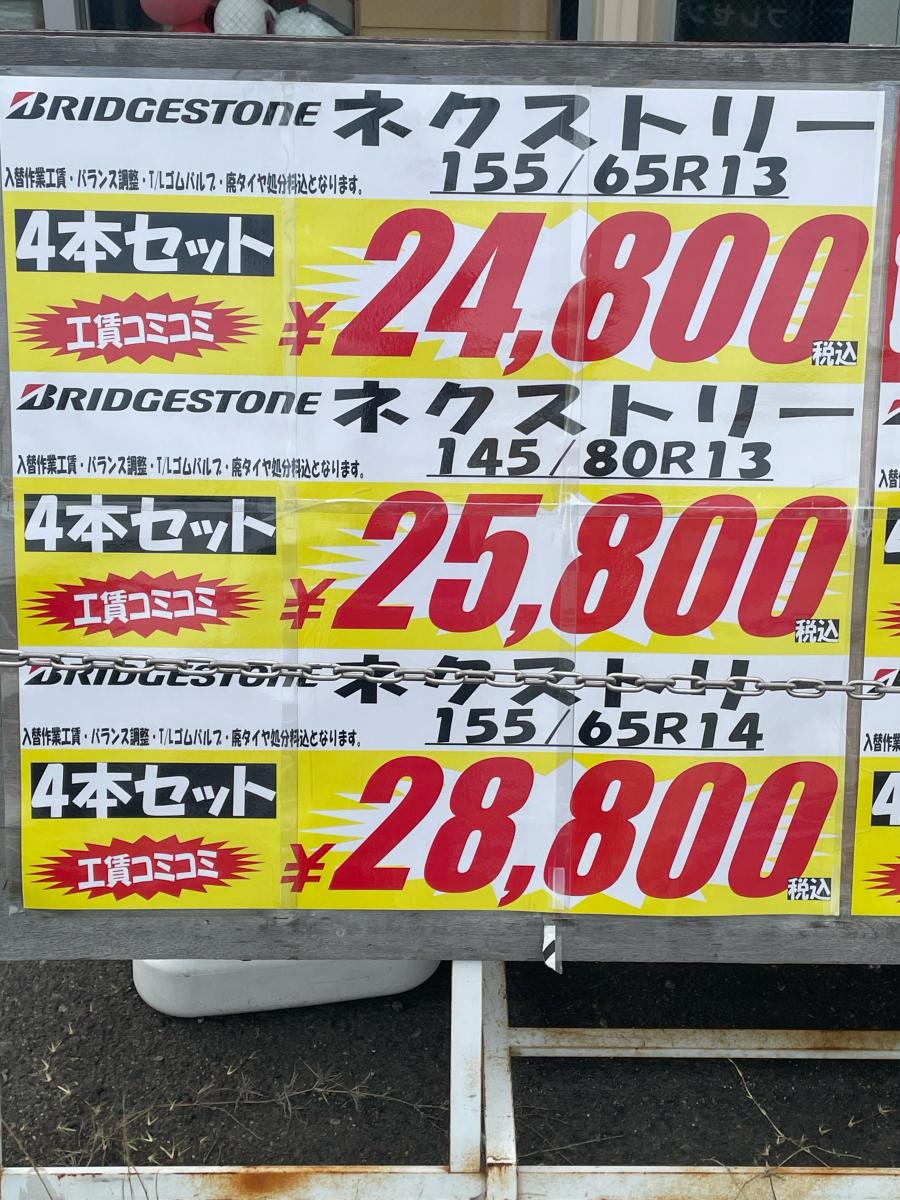 BRIDGESTONE ネクストリー
155/65R13
入替作業工賃・バランス調整・T/Lゴムバルブ・廃タイヤ処分料込となります。
4本セット
工賃コミコミ
¥24,800
税込
BRIDGESTONE ネクストリー
145/80R13
入替作業工賃・バランス調整・T/Lゴムバルブ・廃タイヤ処分料込となります。
4本セット
工賃コミコミ
¥25,800
税込
BRIDGESTONE ネクストリー
155/65R14
入替作業工賃・バランス調整・T/Lゴムバルブ・廃タイヤ処分料込となります。
4本セット
工賃コミコミ
¥28,800
税込